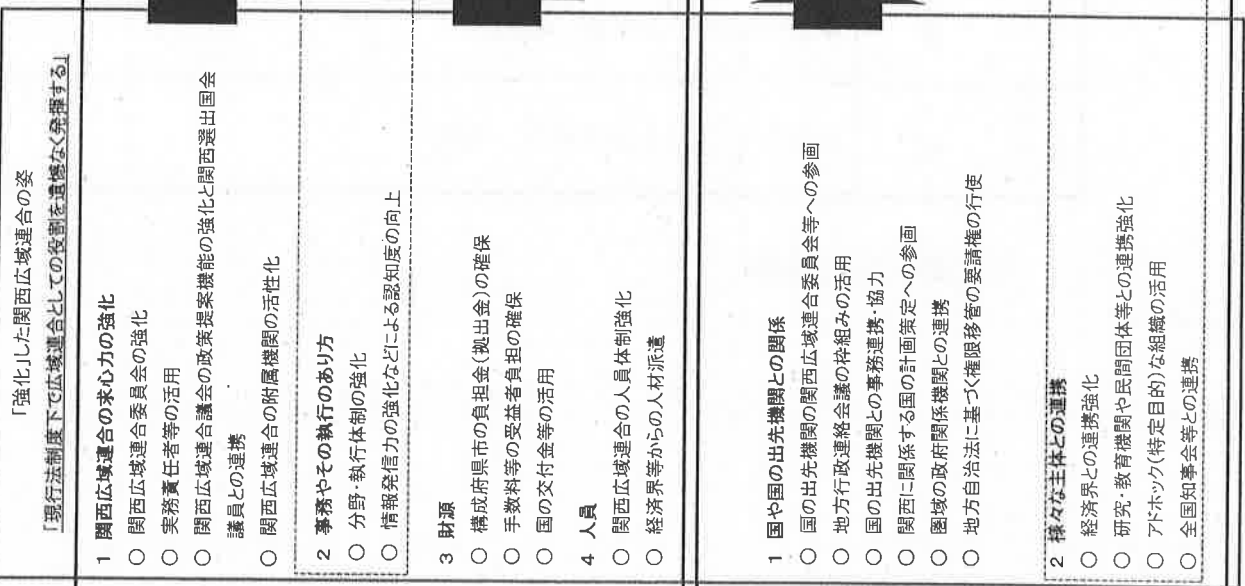 「強化」した関西広域連合の姿
「現行法制度下で広域連合としての役割を遺憾なく発揮する」
1 関西広域連合の求心力の強化
○ 関西広域連合委員会の強化
○ 実務責任者等の活用
○ 関西広域連合議会の政策提案機能の強化と関西選出国会
議員との連携
○ 関西広域連合の附属機関の活性化
2 事務やその執行のあり方
○ 分野・執行体制の強化
○ 情報発信力の強化などによる認知度の向上
3 財源
○ 構成府県市の負担金(拠出金)の確保
○ 手数料等の受益者負担の確保
○ 国の交付金等の活用
4 人員
○ 関西広域連合の人員体制強化
○ 経済界等からの人材派遣
1 国や国の出先機関との関係
○ 国の出先機関の関西広域連合委員会等への参画
○ 地方行政連絡会議の枠組みの活用
○ 国の出先機関との事務連携・協力
○ 関西に関係する国の計画策定への参画
○ 圏域の政府関係機関との連携
○ 地方自治法に基づく権限移管の要請権の行使
2 様々な主体との連携
○ 経済界との連携強化
○ 研究・教育機関や民間団体等との連携強化
○ アドホック(特定目的)な組織の活用
○ 全国知事会等との連携